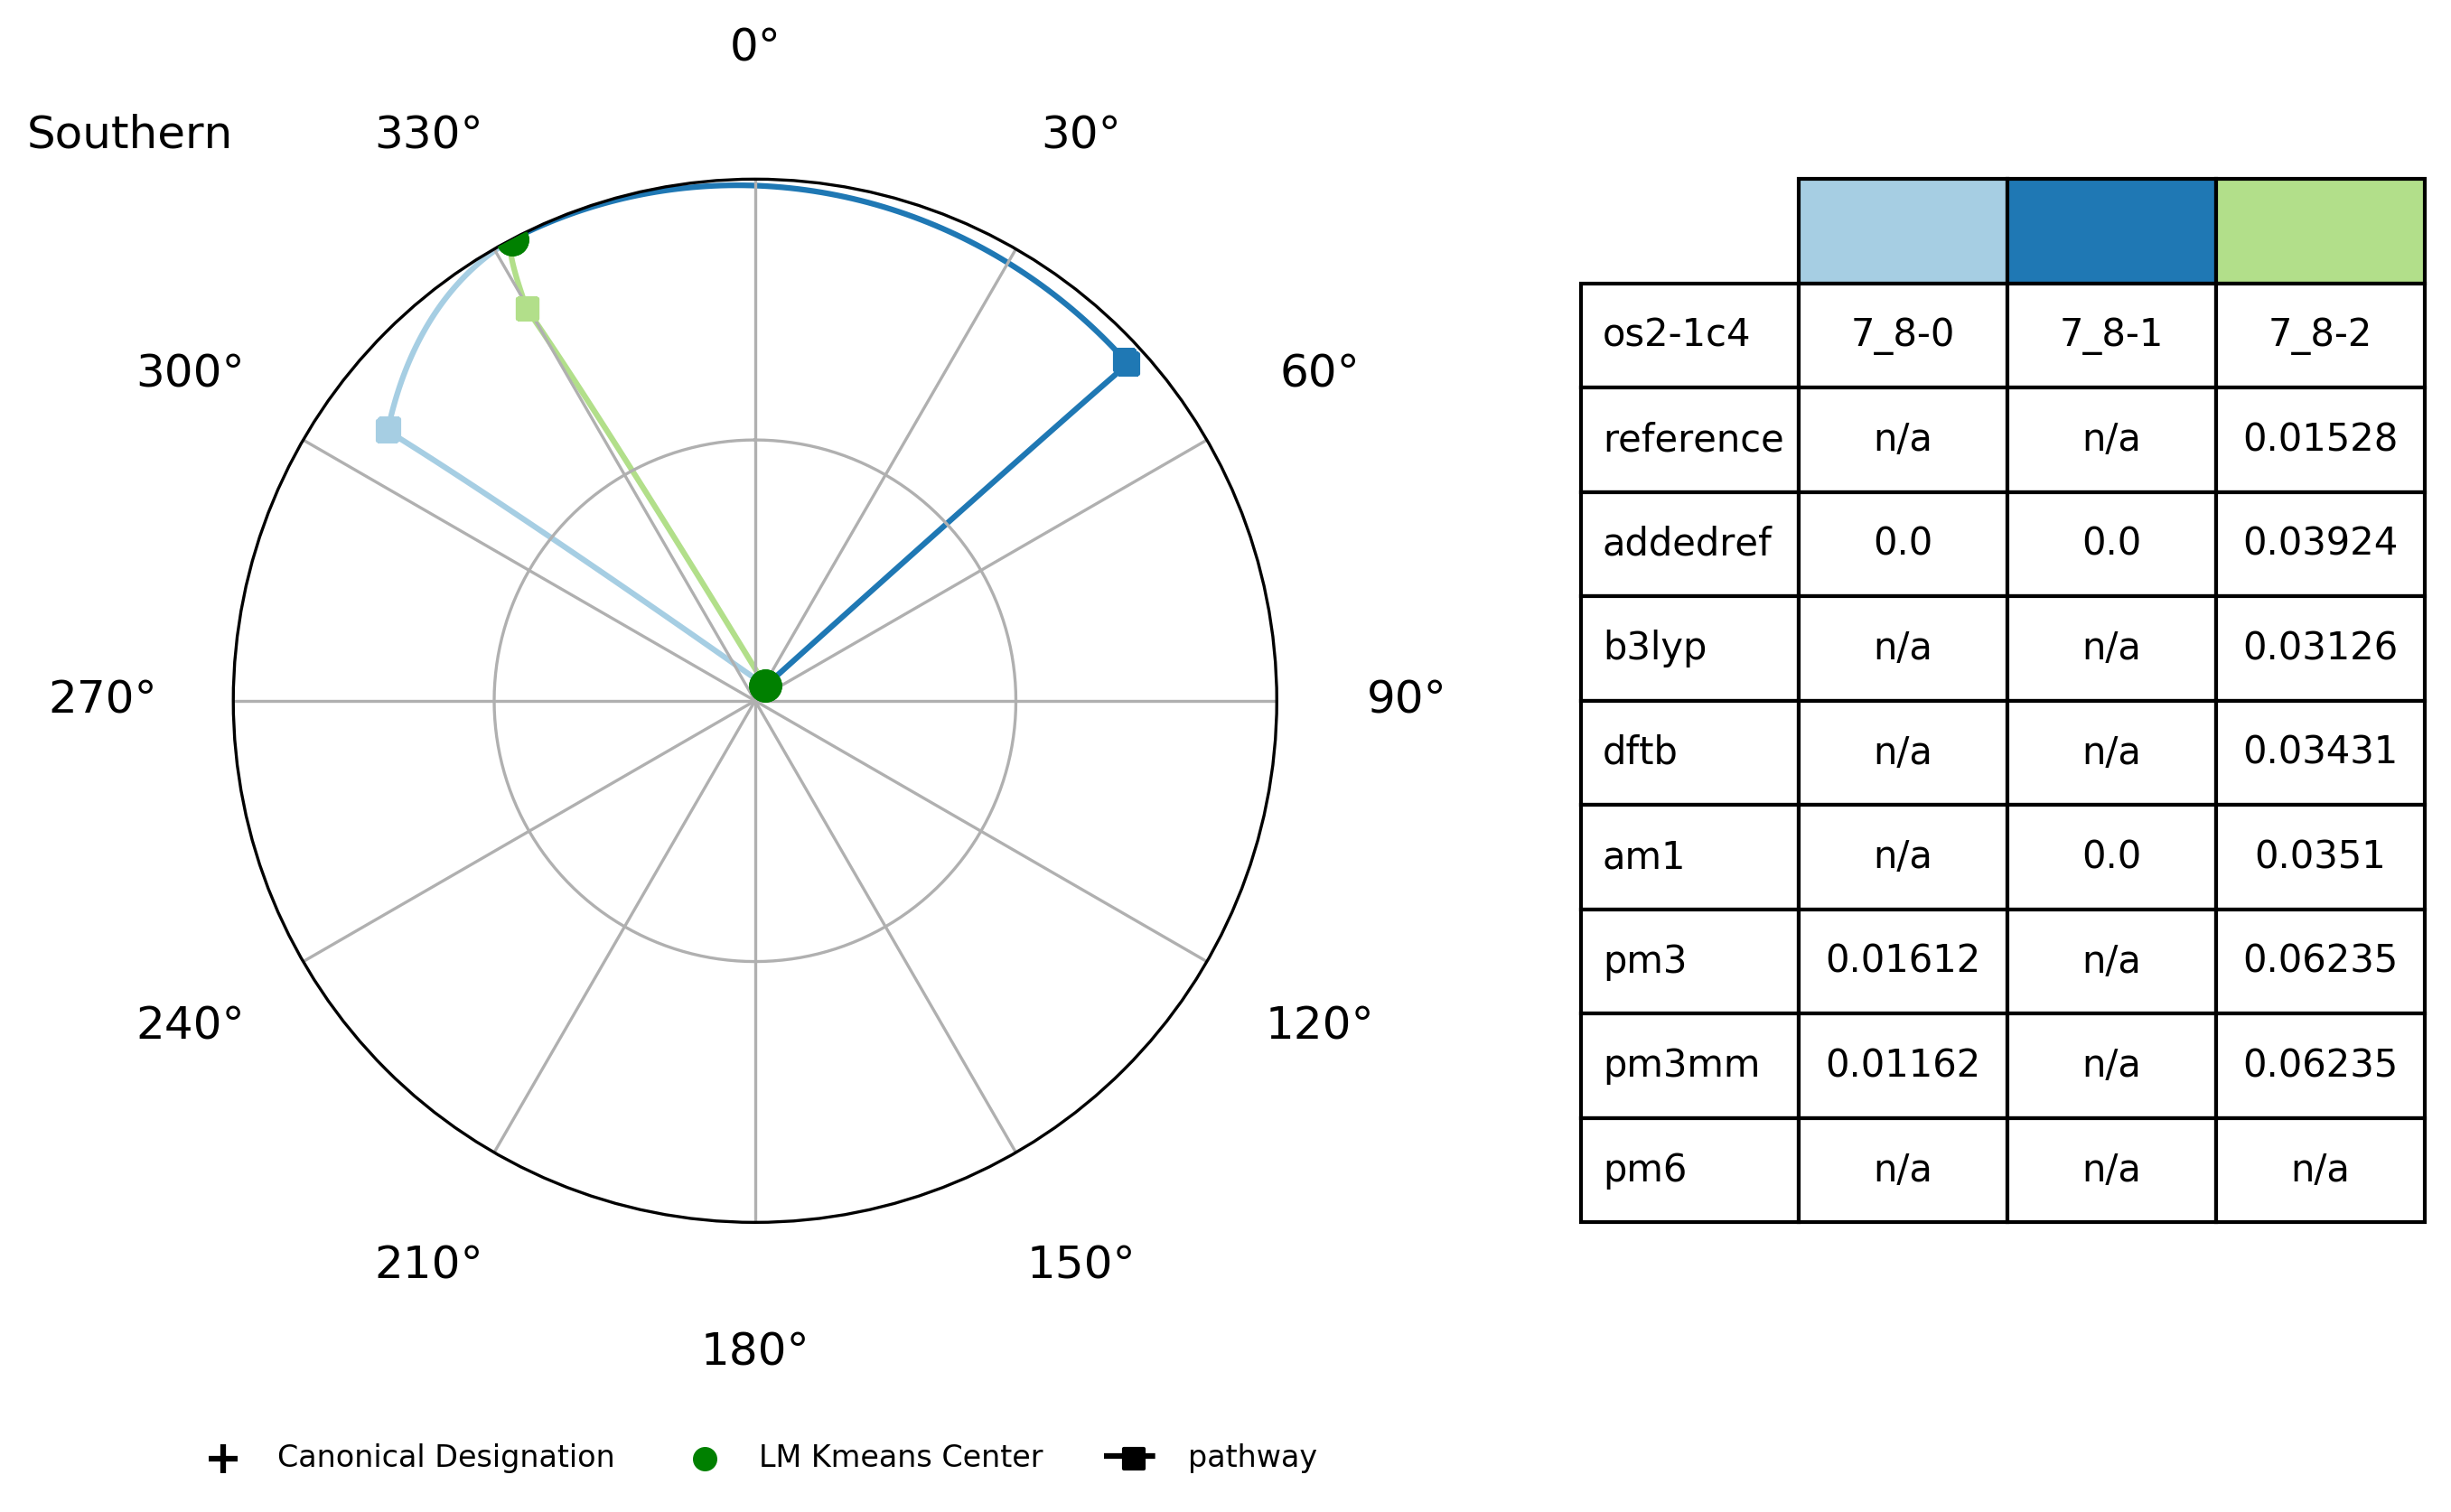 0°
Southern
330°
30°
300°
60°
270°
90°
240°
120°
210°
150°
180°
Canonical Designation
LM Kmeans Center
pathway
os2-1c4 7_8-0 7_8-1 7_8-2
reference n/a n/a 0.01528
addedref 0.0 0.0 0.03924
b3lyp n/a n/a 0.03126
dftb n/a n/a 0.03431
am1 n/a 0.0 0.0351
pm3 0.01612 n/a 0.06235
pm3mm 0.01162 n/a 0.06235
pm6 n/a n/a n/a